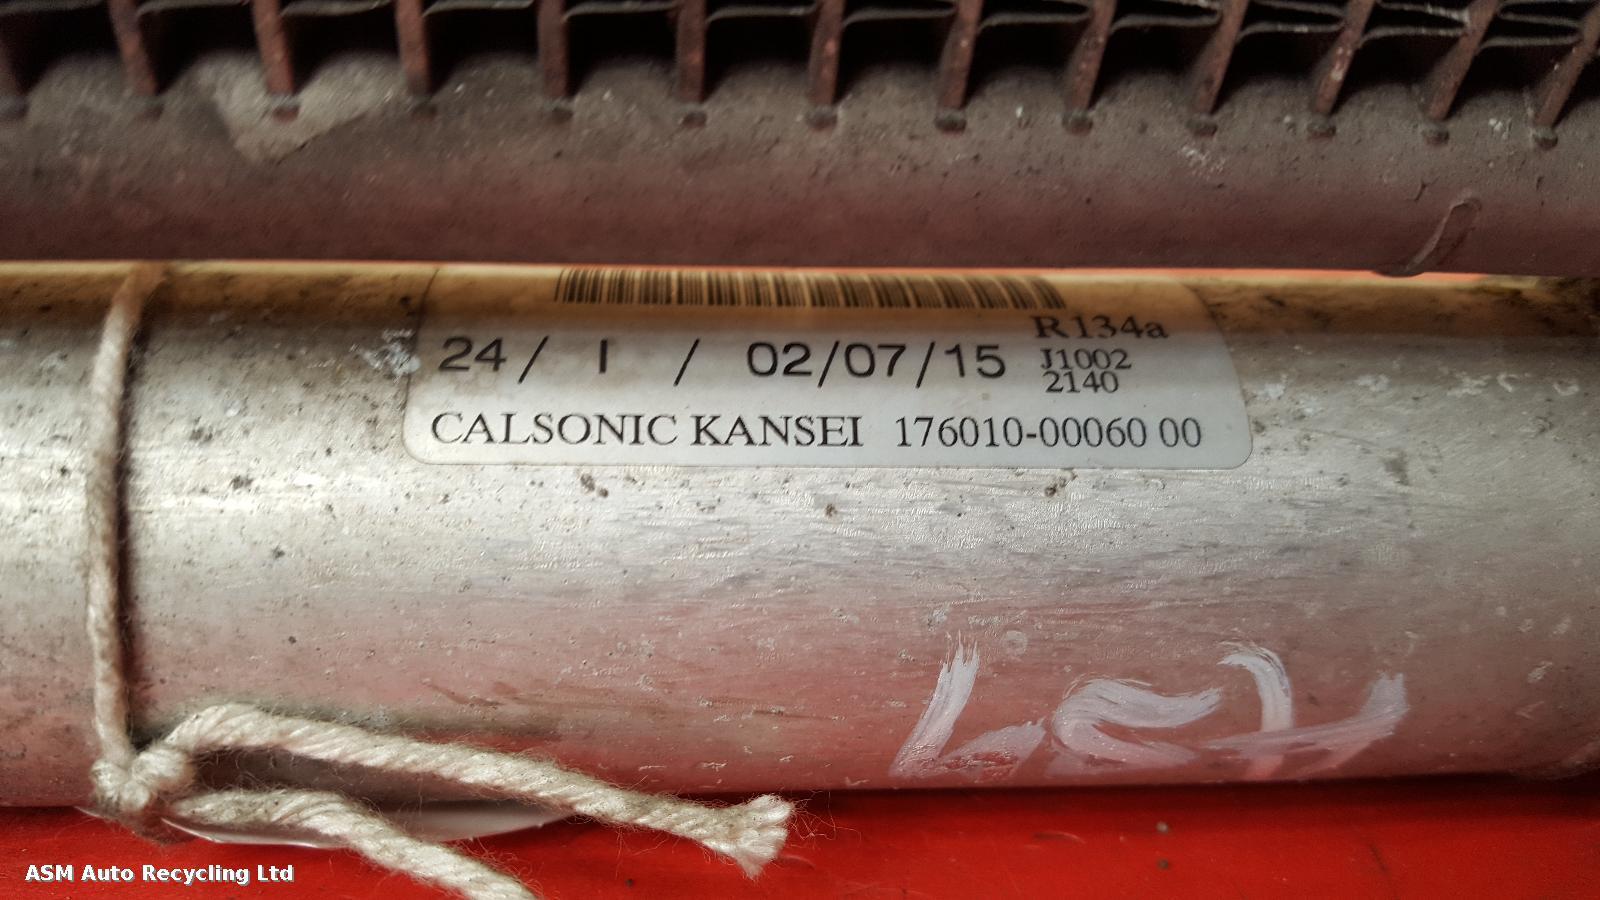 R134a
24 / I / 02/07/15
J1002
2140
CALSONIC KANSEI 176010-00060 00
ASM Auto Recycling Ltd